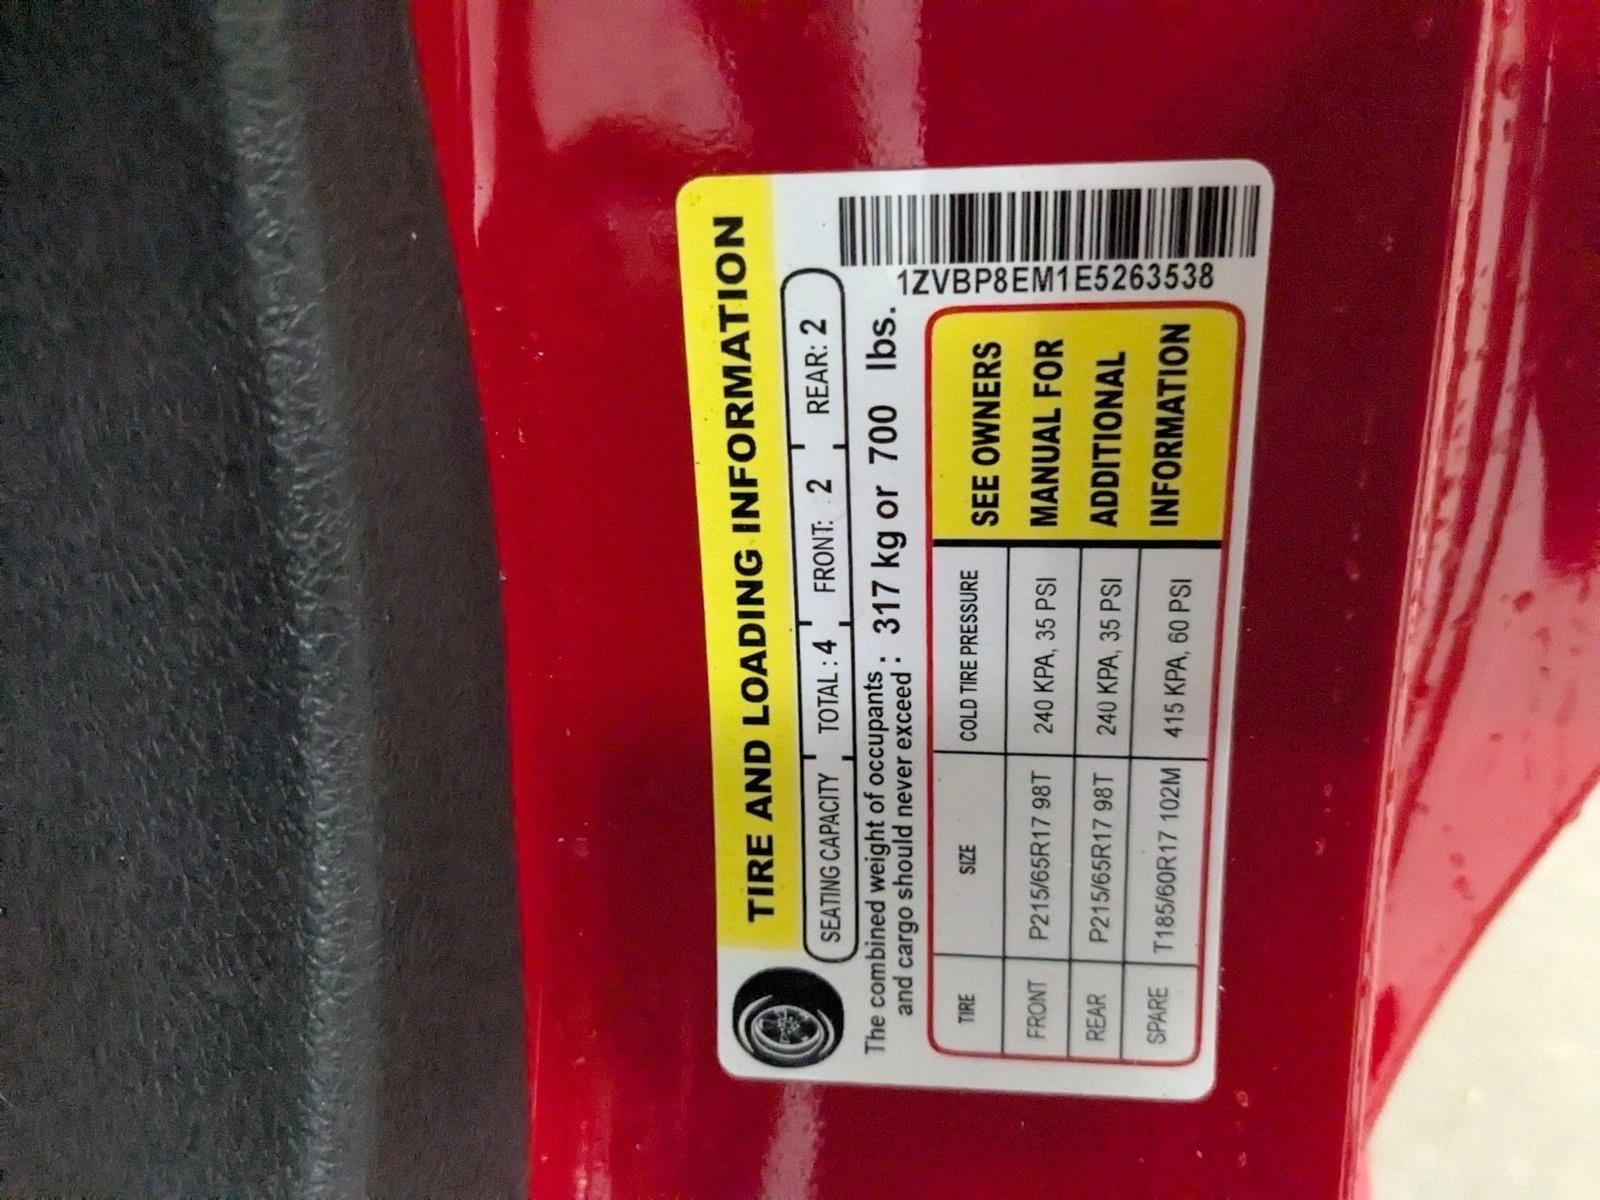 TIRE AND LOADING INFORMATION
SEATING CAPACITY TOTAL : 4 FRONT: 2 REAR: 2
The combined weight of occupants and cargo should never exceed : 317 kg or 700 lbs.
1ZVBP8EM1E5263538
TIRE SIZE COLD TIRE PRESSURE
FRONT P215/65R17 98T 240 KPA, 35 PSI
REAR P215/65R17 98T 240 KPA, 35 PSI
SPARE T185/60R17 102M 415 KPA, 60 PSI
SEE OWNERS
MANUAL FOR
ADDITIONAL
INFORMATION